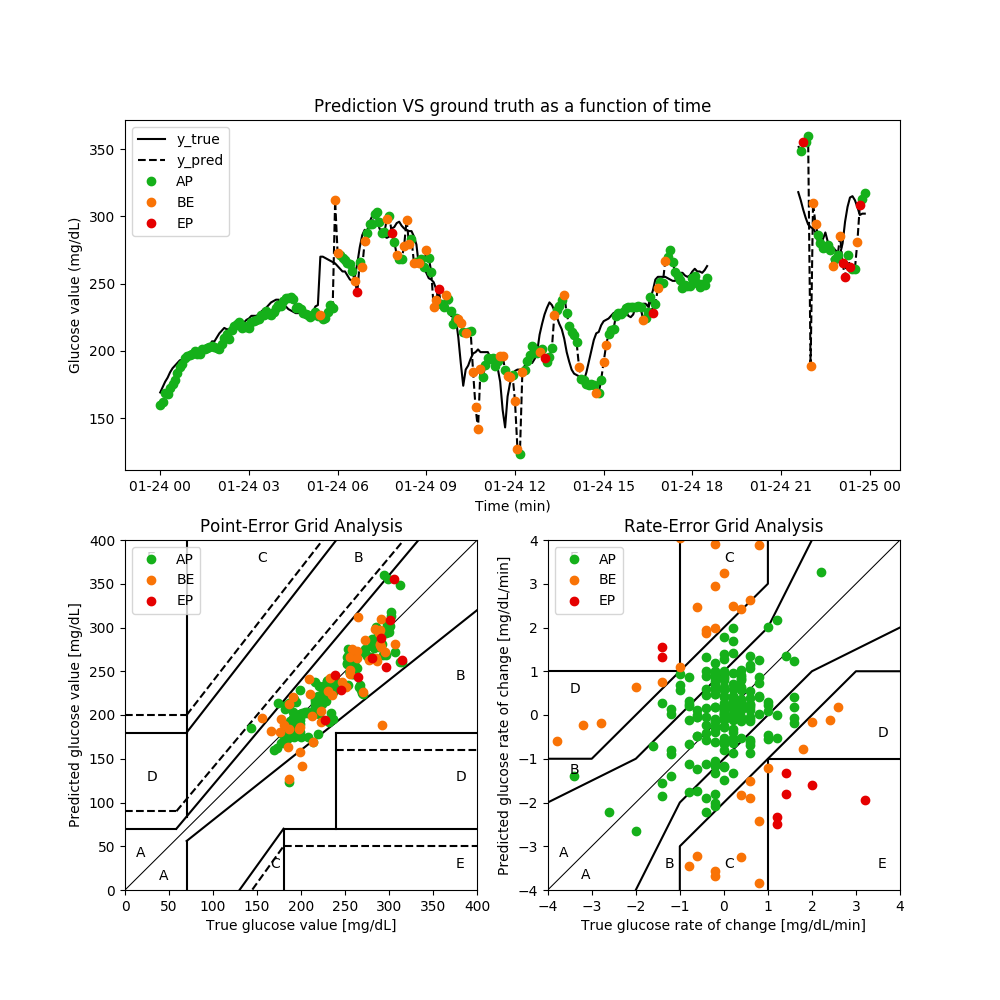 Prediction VS ground truth as a function of time
Glucose value (mg/dL)
350
300
250
200
150
y_true
y_pred
AP
BE
EP
01-24 00 01-24 03 01-24 06 01-24 09 01-24 12 01-24 15 01-24 18 01-24 21 01-25 00
Time (min)
Point-Error Grid Analysis
Predicted glucose value [mg/dL]
400
350
300
250
200
150
100
50
0
AP
BE
EP
C
B
B
D
D
A
A
C
E
0 50 100 150 200 250 300 350 400
True glucose value [mg/dL]
Rate-Error Grid Analysis
Predicted glucose rate of change [mg/dL/min]
4
3
2
1
0
−1
−2
−3
−4
AP
BE
EP
C
D
D
B
A
A
B
C
E
−4 −3 −2 −1 0 1 2 3 4
True glucose rate of change [mg/dL/min]